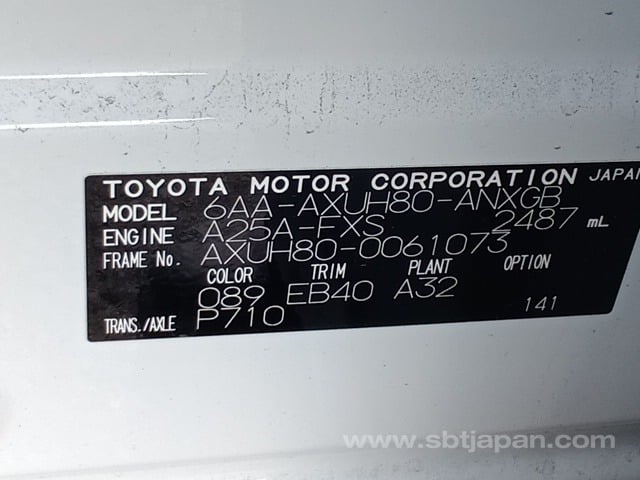 TOYOTA MOTOR CORPORATION JAPAN
MODEL 6AA-AXUH80-ANXGB
ENGINE A25A-FXS 2487 mL
FRAME No. AXUH80-0061073
COLOR TRIM PLANT OPTION
089 EB40 A32
TRANS./AXLE P710 141
www.sbtjapan.com